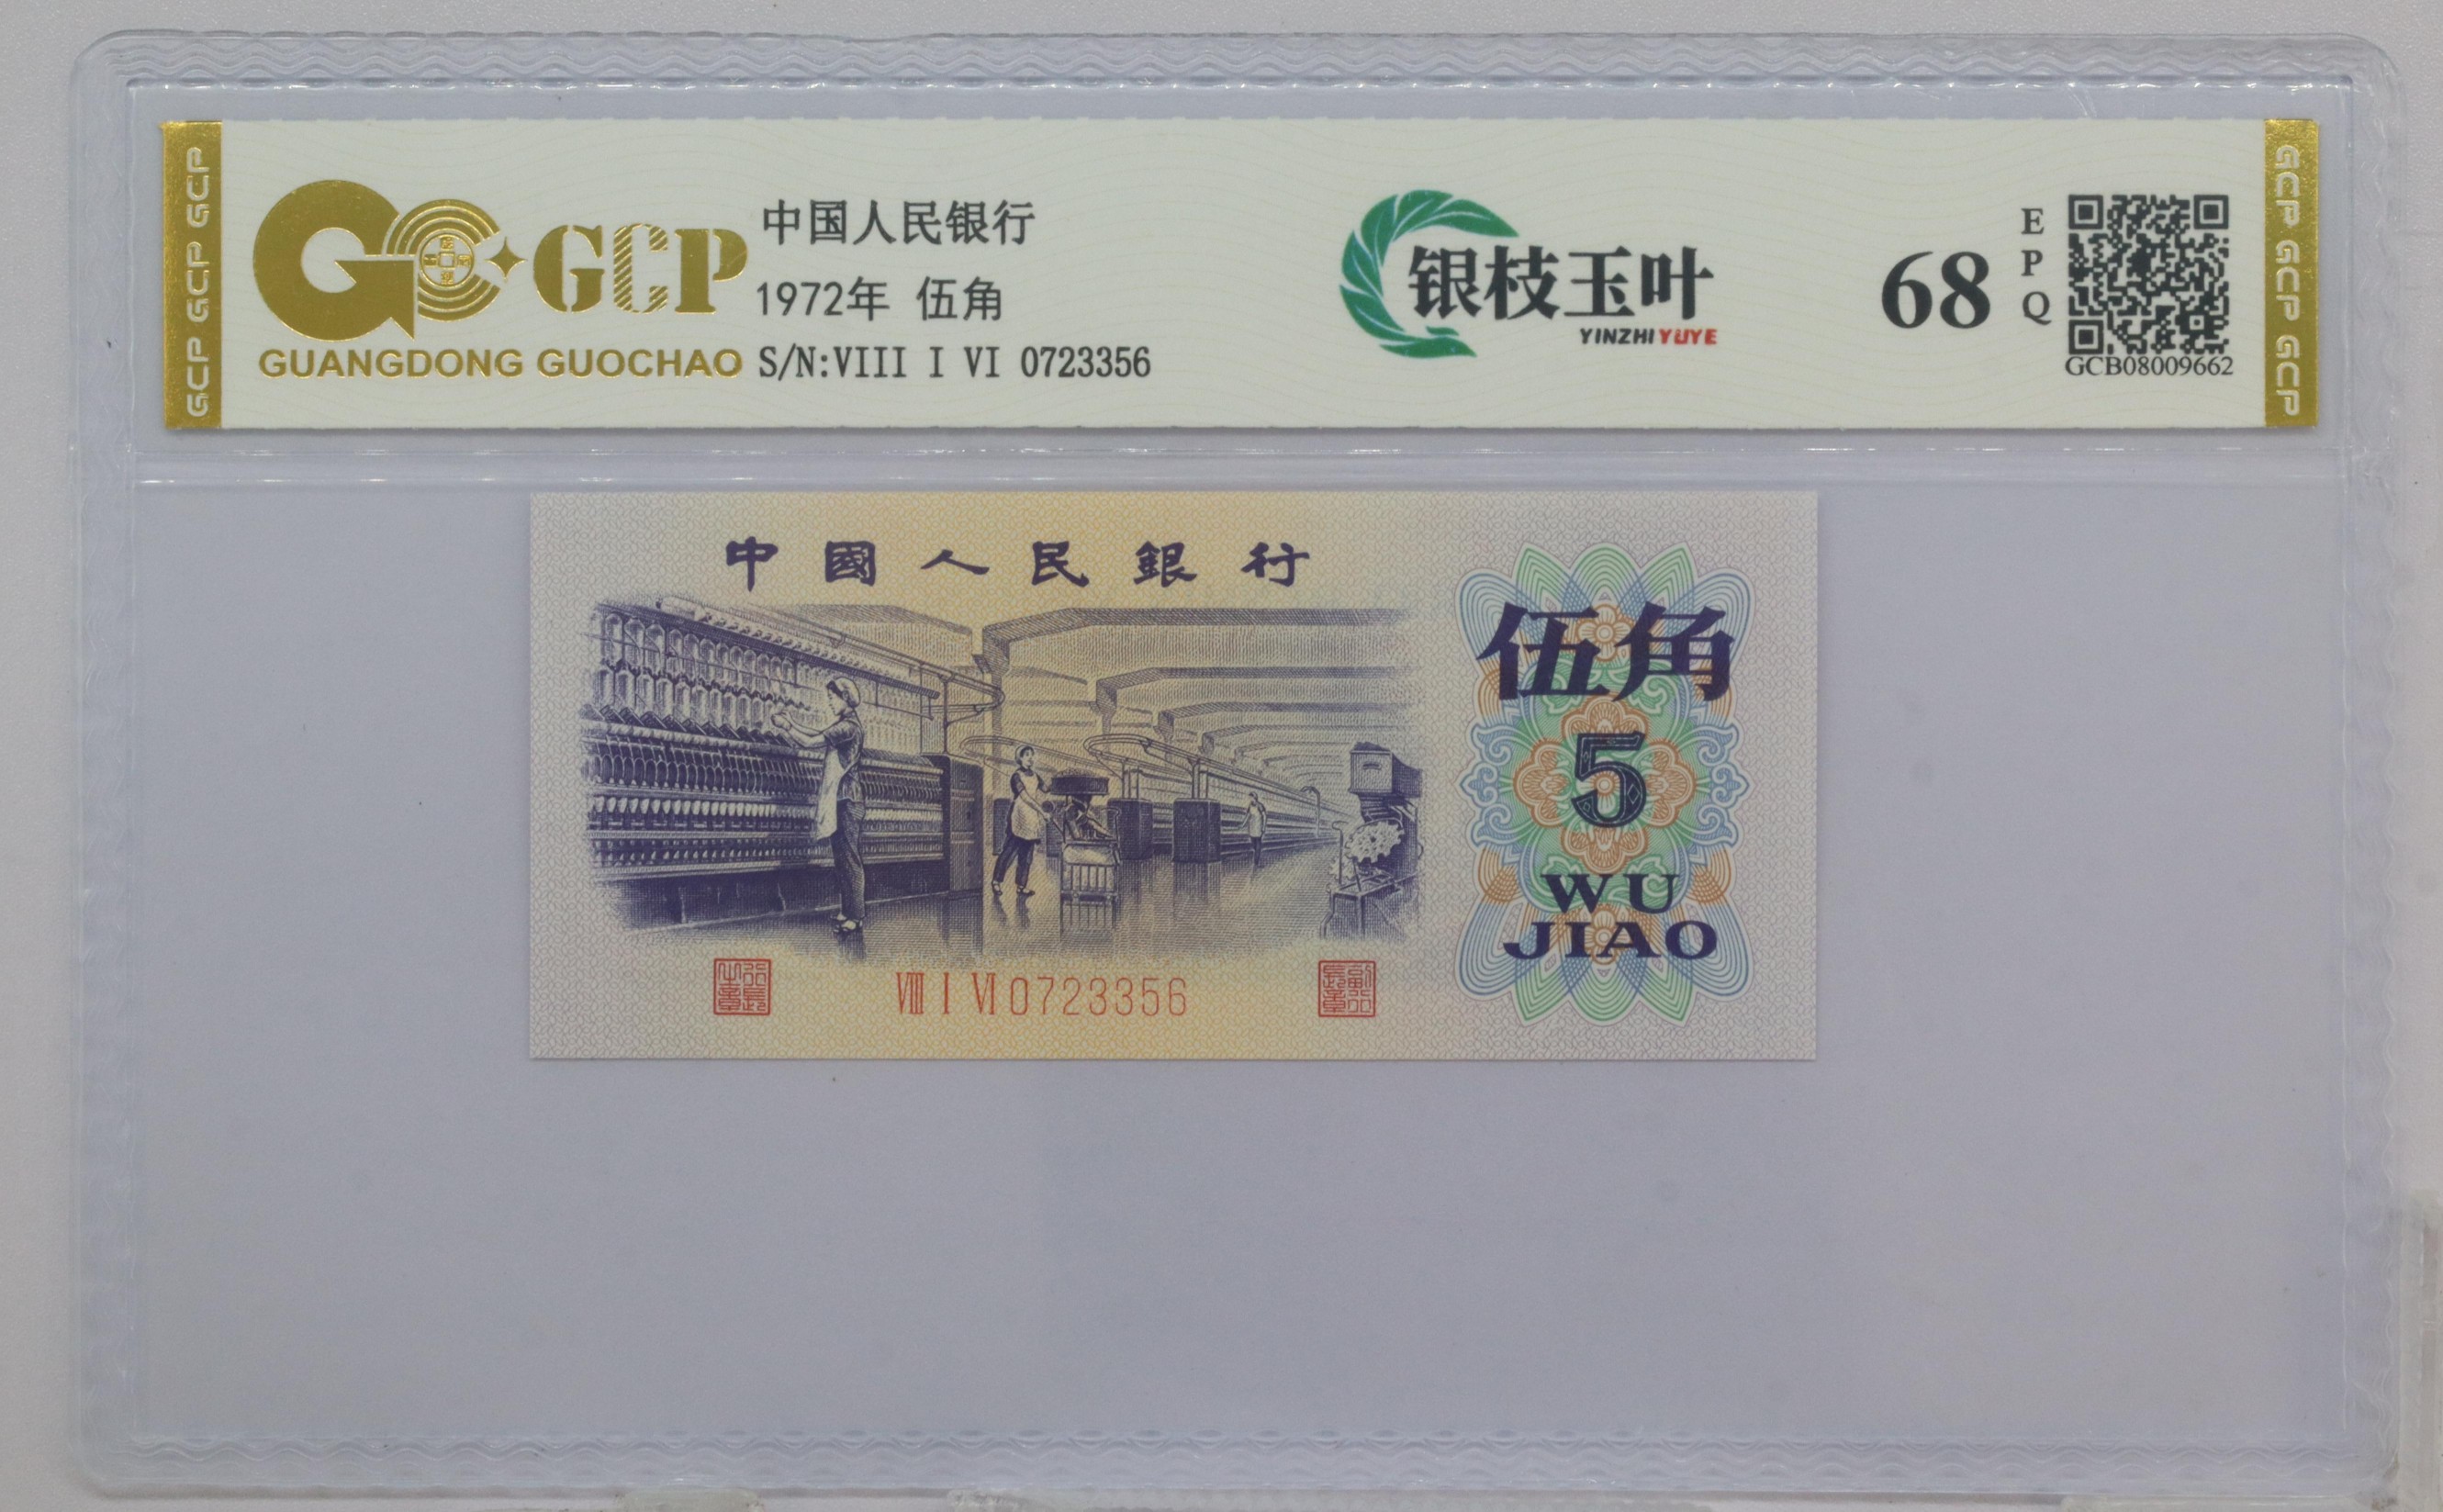 GCP GCP GCP
GCP
GUANGDONG GUOCHAO
中国人民银行
1972年 伍角
S/N:VIII I VI 0723356
银枝玉叶
YINZHI YUYE
68
EPQ
GCB08009662
GCP GCP GCP
中國人民銀行
伍角
5
WU
JIAO
VIII I VI 0723356